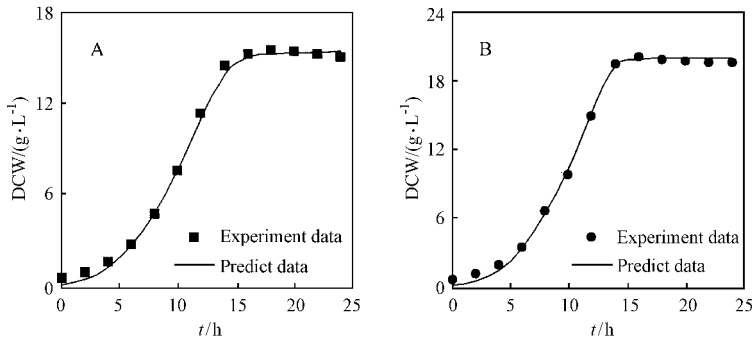 18
A
12
DCW/(g·L⁻¹)
6
Experiment data
Predict data
0
0 5 10 15 20 25
t/h
24
B
18
DCW/(g·L⁻¹)
12
6
Experiment data
Predict data
0
0 5 10 15 20 25
t/h